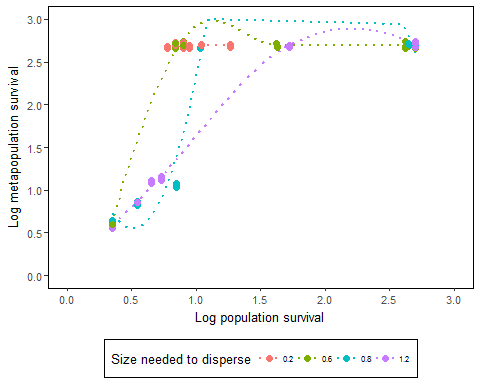 3.0
2.5
2.0
1.5
1.0
0.5
0.0
Log metapopulation survival
0.0 0.5 1.0 1.5 2.0 2.5 3.0
Log population survival
Size needed to disperse 0.2 0.6 0.8 1.2